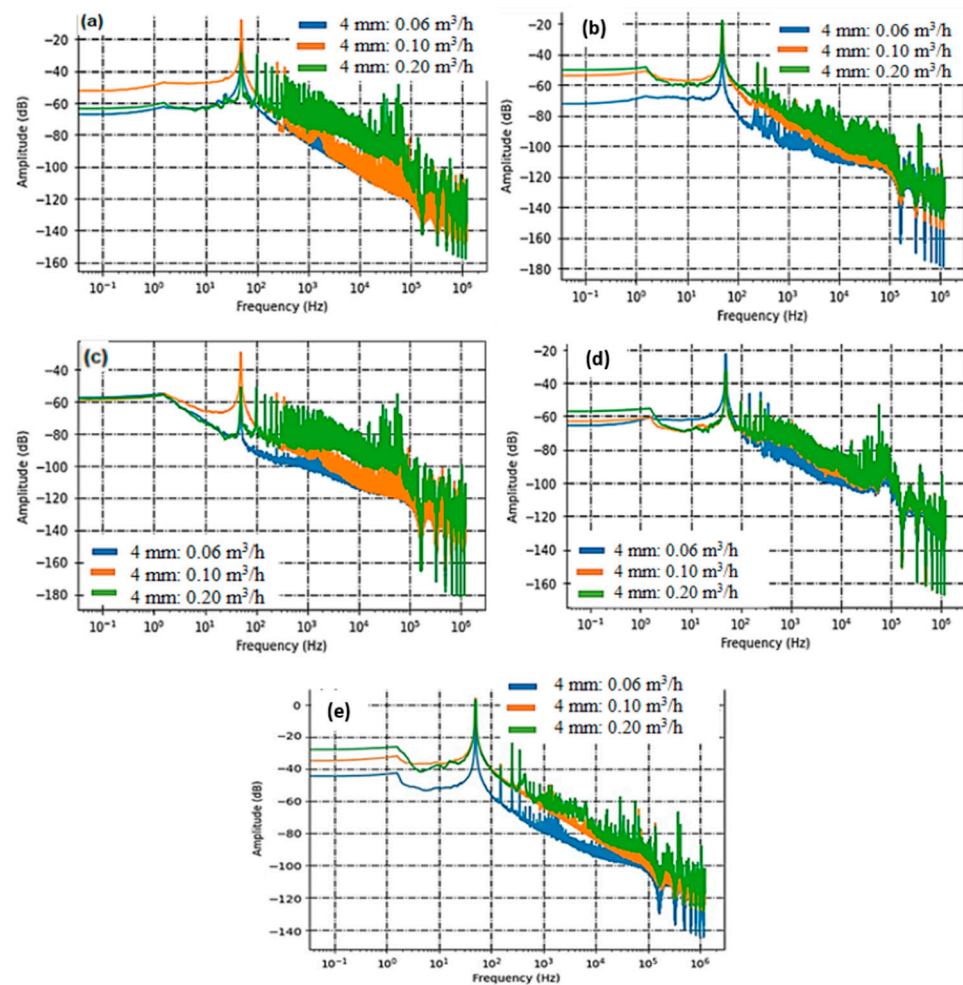 (a)
4 mm: 0.06 m³/h
4 mm: 0.10 m³/h
4 mm: 0.20 m³/h
Amplitude (dB)
−20
−40
−60
−80
−100
−120
−140
−160
10⁻¹ 10⁰ 10¹ 10² 10³ 10⁴ 10⁵ 10⁶
Frequency (Hz)
(b)
4 mm: 0.06 m³/h
4 mm: 0.10 m³/h
4 mm: 0.20 m³/h
Amplitude (dB)
−20
−40
−60
−80
−100
−120
−140
−160
−180
10⁻¹ 10⁰ 10¹ 10² 10³ 10⁴ 10⁵ 10⁶
Frequency (Hz)
(c)
4 mm: 0.06 m³/h
4 mm: 0.10 m³/h
4 mm: 0.20 m³/h
Amplitude (dB)
−40
−60
−80
−100
−120
−140
−160
−180
10⁻¹ 10⁰ 10¹ 10² 10³ 10⁴ 10⁵ 10⁶
Frequency (Hz)
(d)
4 mm: 0.06 m³/h
4 mm: 0.10 m³/h
4 mm: 0.20 m³/h
Amplitude (dB)
−20
−40
−60
−80
−100
−120
−140
−160
10⁻¹ 10⁰ 10¹ 10² 10³ 10⁴ 10⁵ 10⁶
Frequency (Hz)
(e)
4 mm: 0.06 m³/h
4 mm: 0.10 m³/h
4 mm: 0.20 m³/h
Amplitude (dB)
0
−20
−40
−60
−80
−100
−120
−140
10⁻¹ 10⁰ 10¹ 10² 10³ 10⁴ 10⁵ 10⁶
Frequency (Hz)